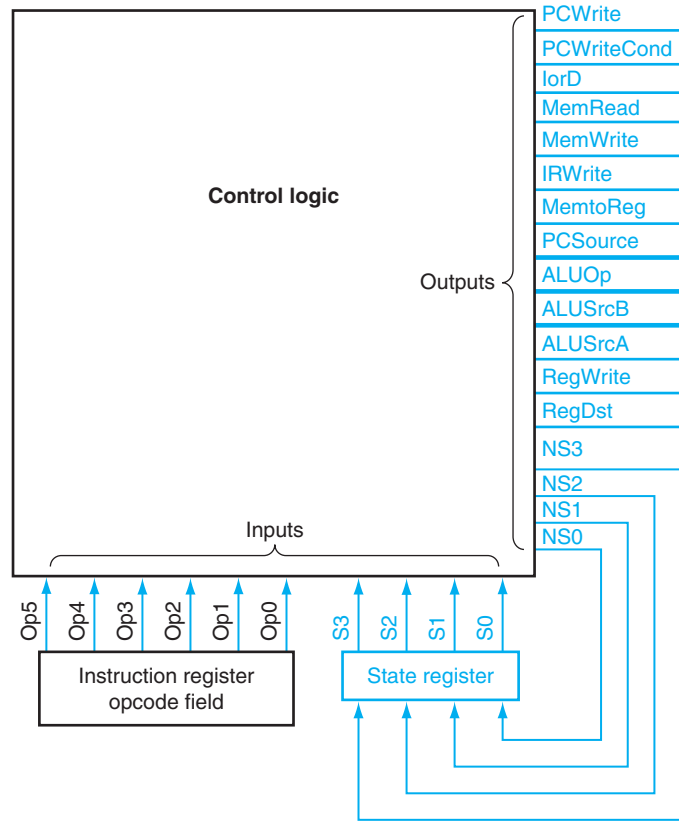 PCWrite
PCWriteCond
IorD
MemRead
MemWrite
IRWrite
Control logic
MemtoReg
PCSource
Outputs
ALUOp
ALUSrcB
ALUSrcA
RegWrite
RegDst
NS3
NS2
NS1
Inputs
NS0
Op5
Op4
Op3
Op2
Op1
Op0
S3
S2
S1
S0
Instruction register
opcode field
State register